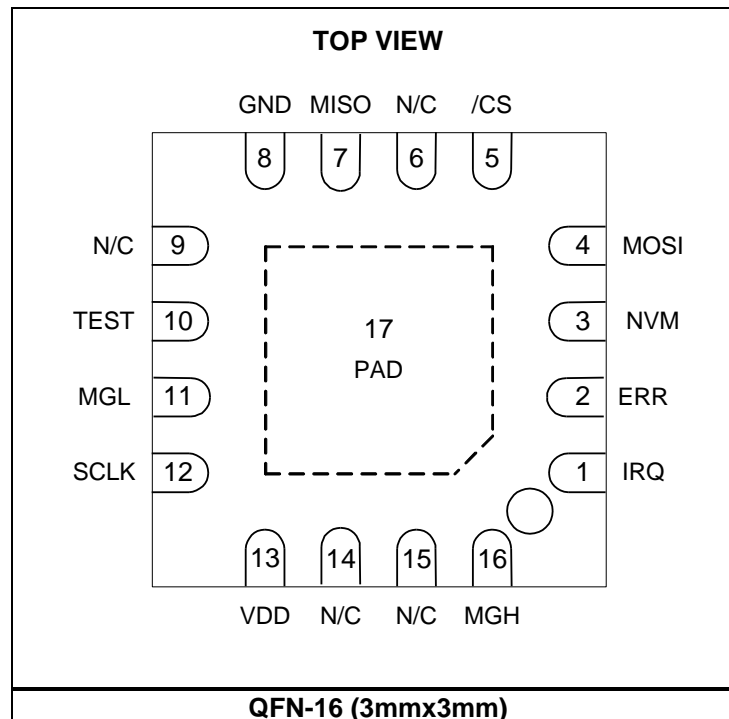 TOP VIEW
GND MISO N/C /CS
8 7 6 5
N/C 9 4 MOSI
TEST 10 17 3 NVM
PAD
MGL 11 2 ERR
SCLK 12 1 IRQ
13 14 15 16
VDD N/C N/C MGH
QFN-16 (3mmx3mm)